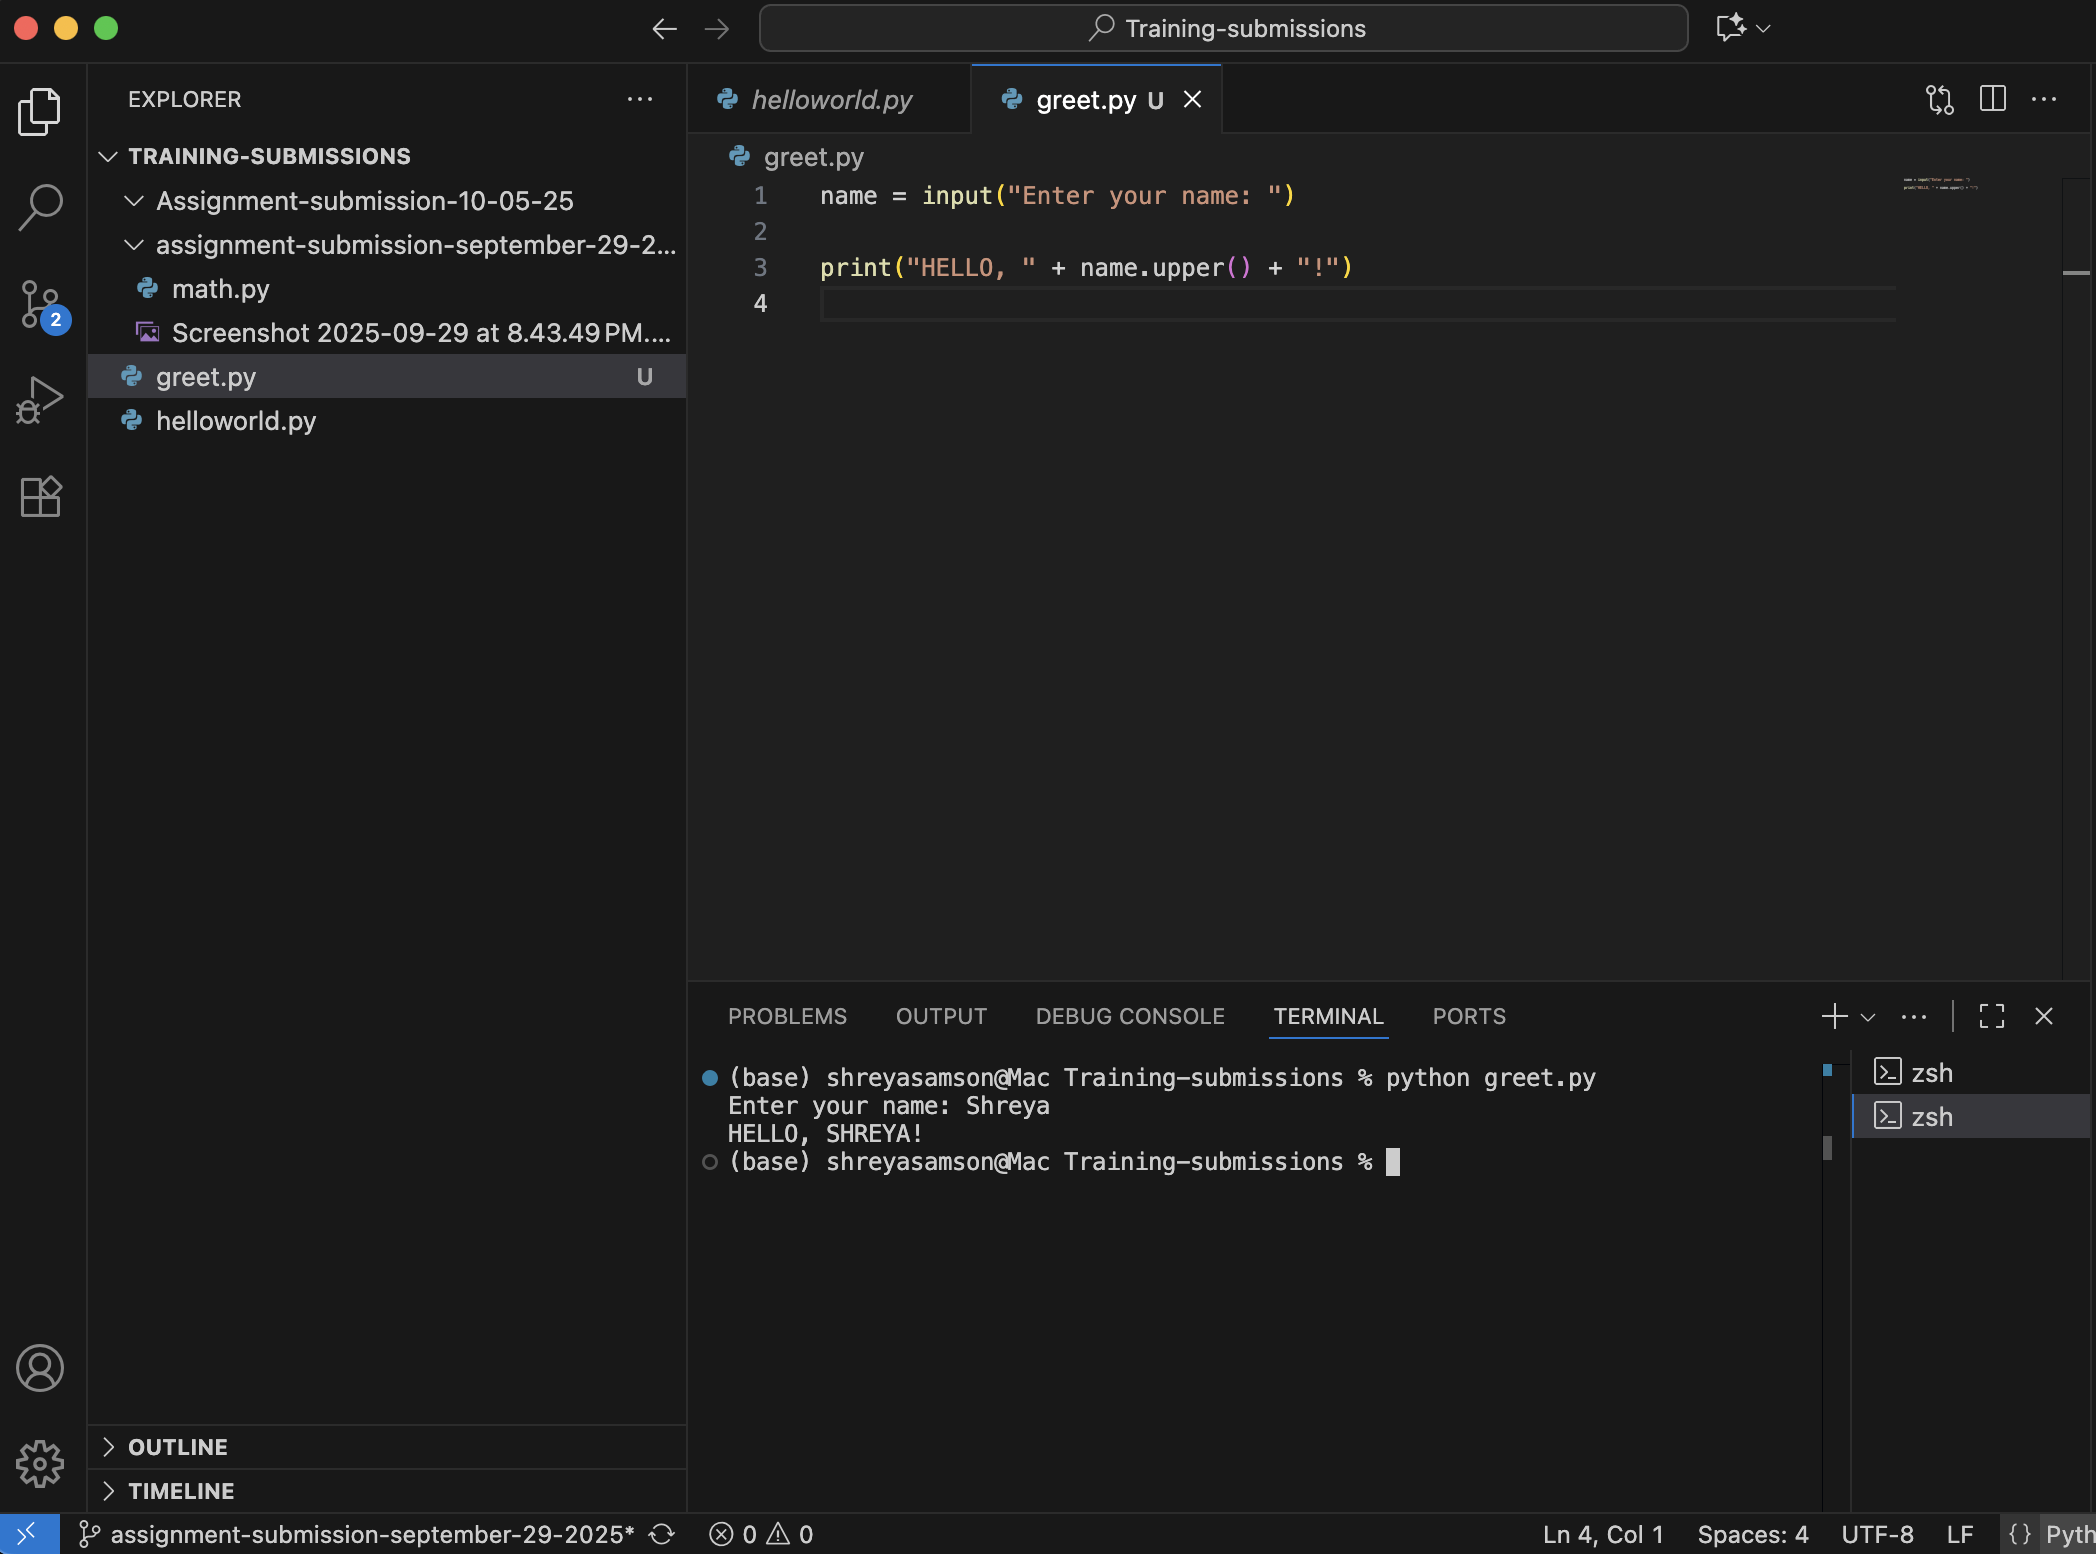 Training-submissions
EXPLORER
TRAINING-SUBMISSIONS
Assignment-submission-10-05-25
assignment-submission-september-29-2...
math.py
Screenshot 2025-09-29 at 8.43.49 PM....
greet.py U
helloworld.py
OUTLINE
TIMELINE
helloworld.py
greet.py U
greet.py
1 name = input("Enter your name: ")
2
3 print("HELLO, " + name.upper() + "!")
4
PROBLEMS OUTPUT DEBUG CONSOLE TERMINAL PORTS
(base) shreyasamson@Mac Training-submissions % python greet.py
Enter your name: Shreya
HELLO, SHREYA!
(base) shreyasamson@Mac Training-submissions %
zsh
zsh
2
assignment-submission-september-29-2025* 0 0 Ln 4, Col 1 Spaces: 4 UTF-8 LF {} Pyth